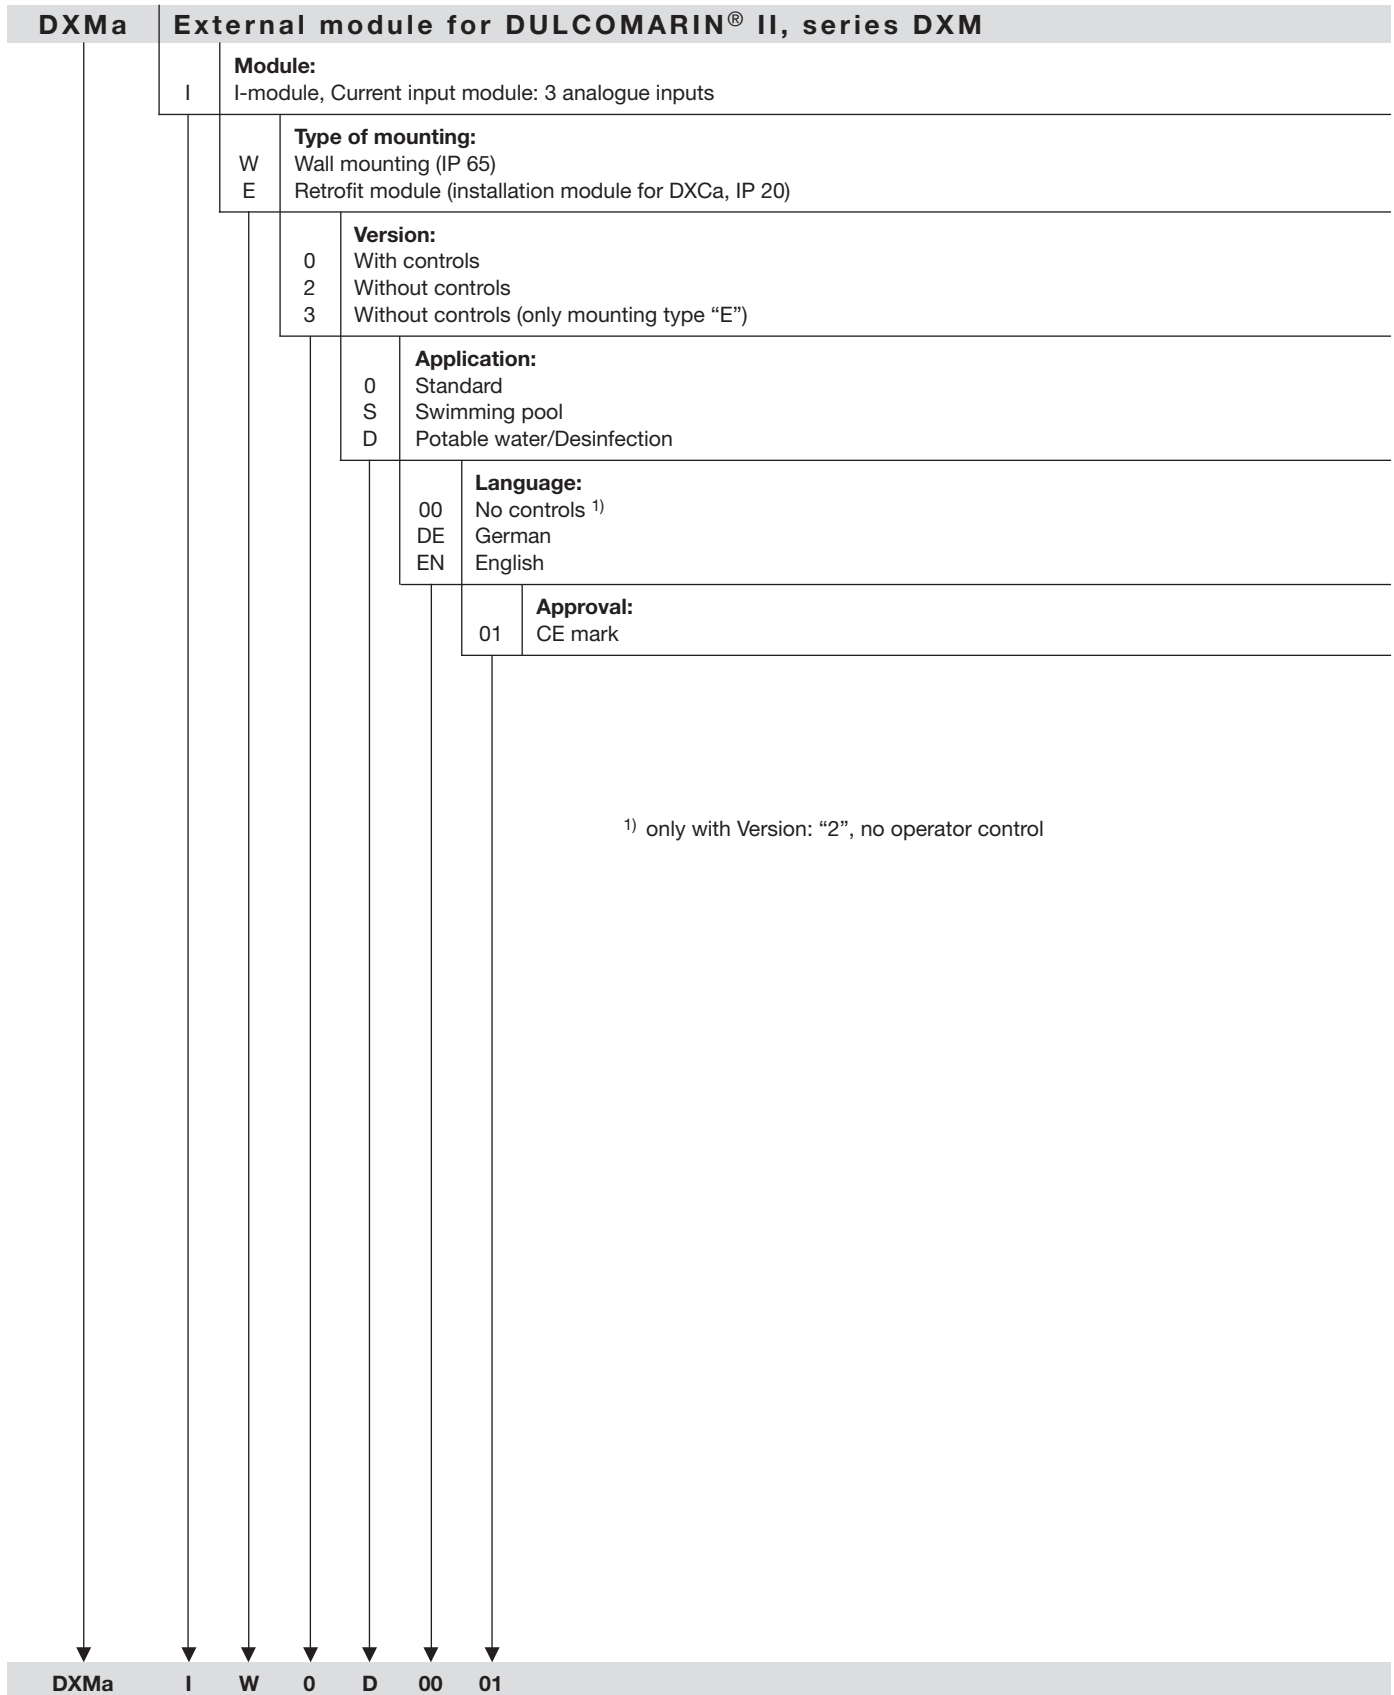 DXMa External module for DULCOMARIN® II, series DXM
Module:
I I-module, Current input module: 3 analogue inputs
Type of mounting:
W Wall mounting (IP 65)
E Retrofit module (installation module for DXCa, IP 20)
Version:
0 With controls
2 Without controls
3 Without controls (only mounting type “E”)
Application:
0 Standard
S Swimming pool
D Potable water/Desinfection
Language:
00 No controls 1)
DE German
EN English
Approval:
01 CE mark
1) only with Version: “2”, no operator control
DXMa I W 0 D 00 01